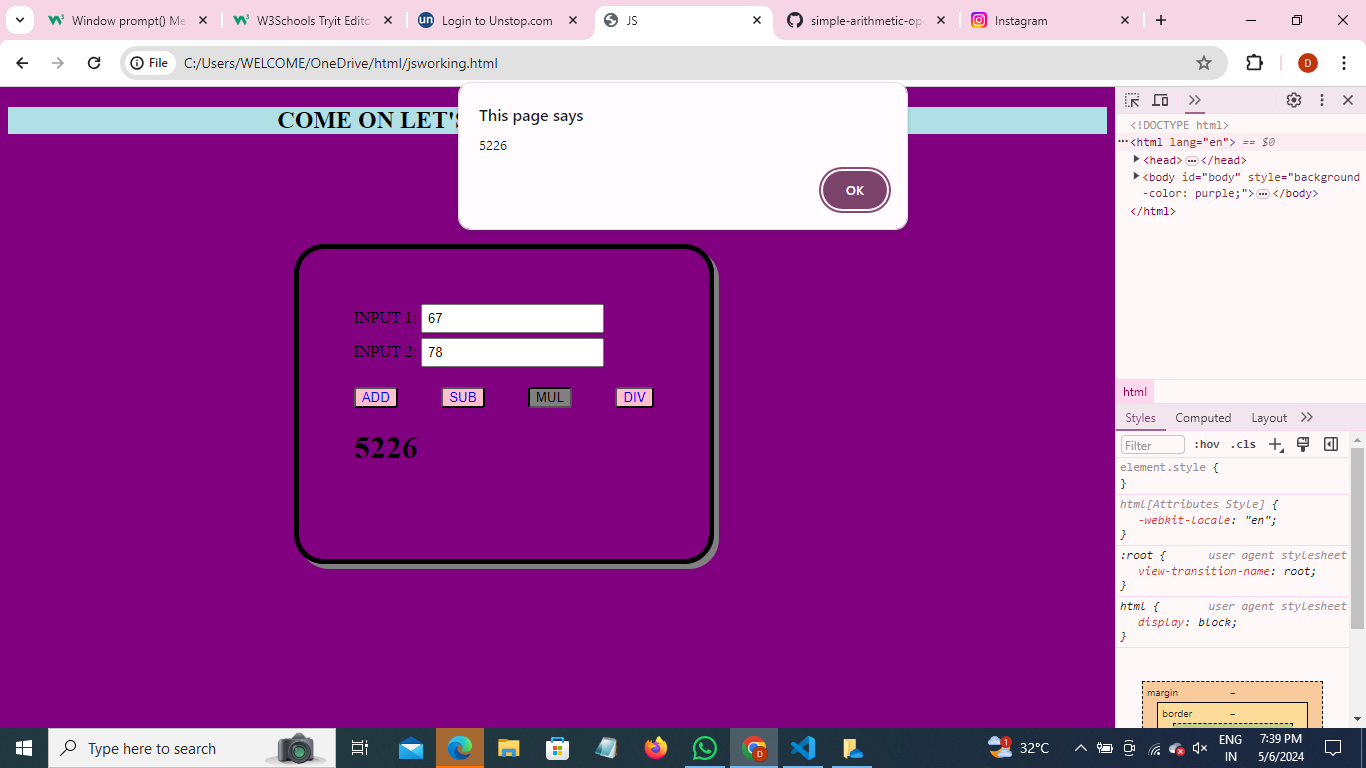 Window prompt() Me
W3Schools Tryit Edito
un Login to Unstop.com
JS
simple-arithmetic-ope
Instagram
File C:/Users/WELCOME/OneDrive/html/jsworking.html D
COME ON LET'S
This page says
5226
OK
INPUT 1: 67
INPUT 2: 78
ADD SUB MUL DIV
5226
<!DOCTYPE html>
<html lang="en"> == $0
<head> </head>
<body id="body" style="background
-color: purple;"> </body>
</html>
html
Styles Computed Layout
Filter :hov .cls
element.style {
}
html[Attributes Style] {
-webkit-locale: "en";
}
:root { user agent stylesheet
view-transition-name: root;
}
html { user agent stylesheet
display: block;
}
margin –
border –
Type here to search
D
1
32°C
ENG
IN
7:39 PM
5/6/2024